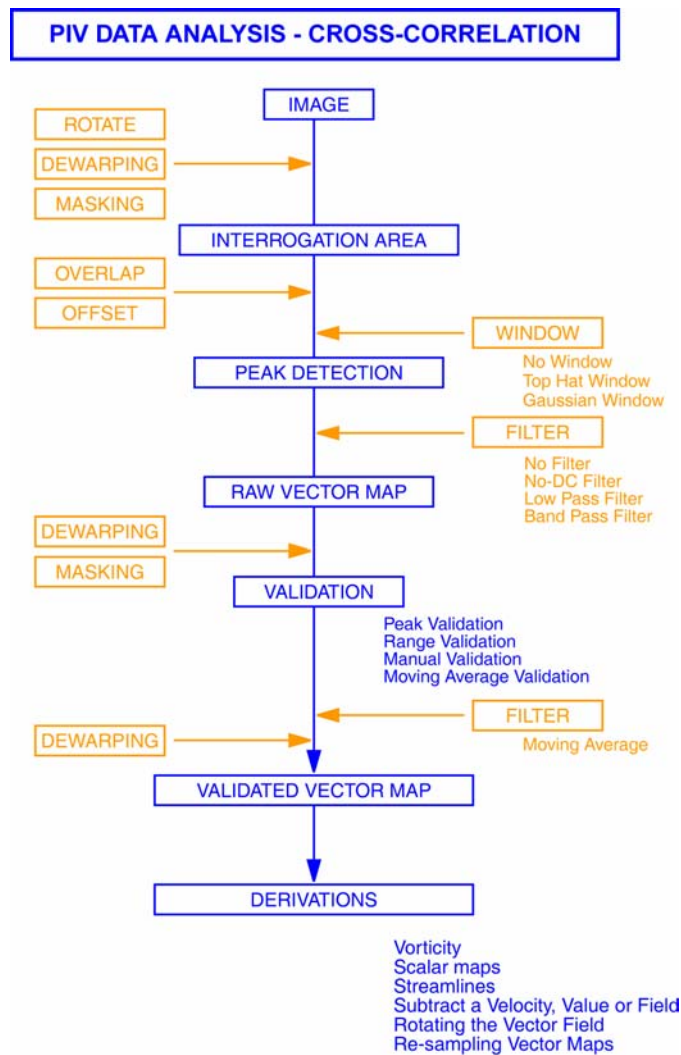 PIV DATA ANALYSIS - CROSS-CORRELATION
IMAGE
ROTATE
DEWARPING
MASKING
INTERROGATION AREA
OVERLAP
OFFSET
WINDOW
No Window
Top Hat Window
Gaussian Window
PEAK DETECTION
FILTER
No Filter
No-DC Filter
Low Pass Filter
Band Pass Filter
RAW VECTOR MAP
DEWARPING
MASKING
VALIDATION
Peak Validation
Range Validation
Manual Validation
Moving Average Validation
FILTER
Moving Average
DEWARPING
VALIDATED VECTOR MAP
DERIVATIONS
Vorticity
Scalar maps
Streamlines
Subtract a Velocity, Value or Field
Rotating the Vector Field
Re-sampling Vector Maps